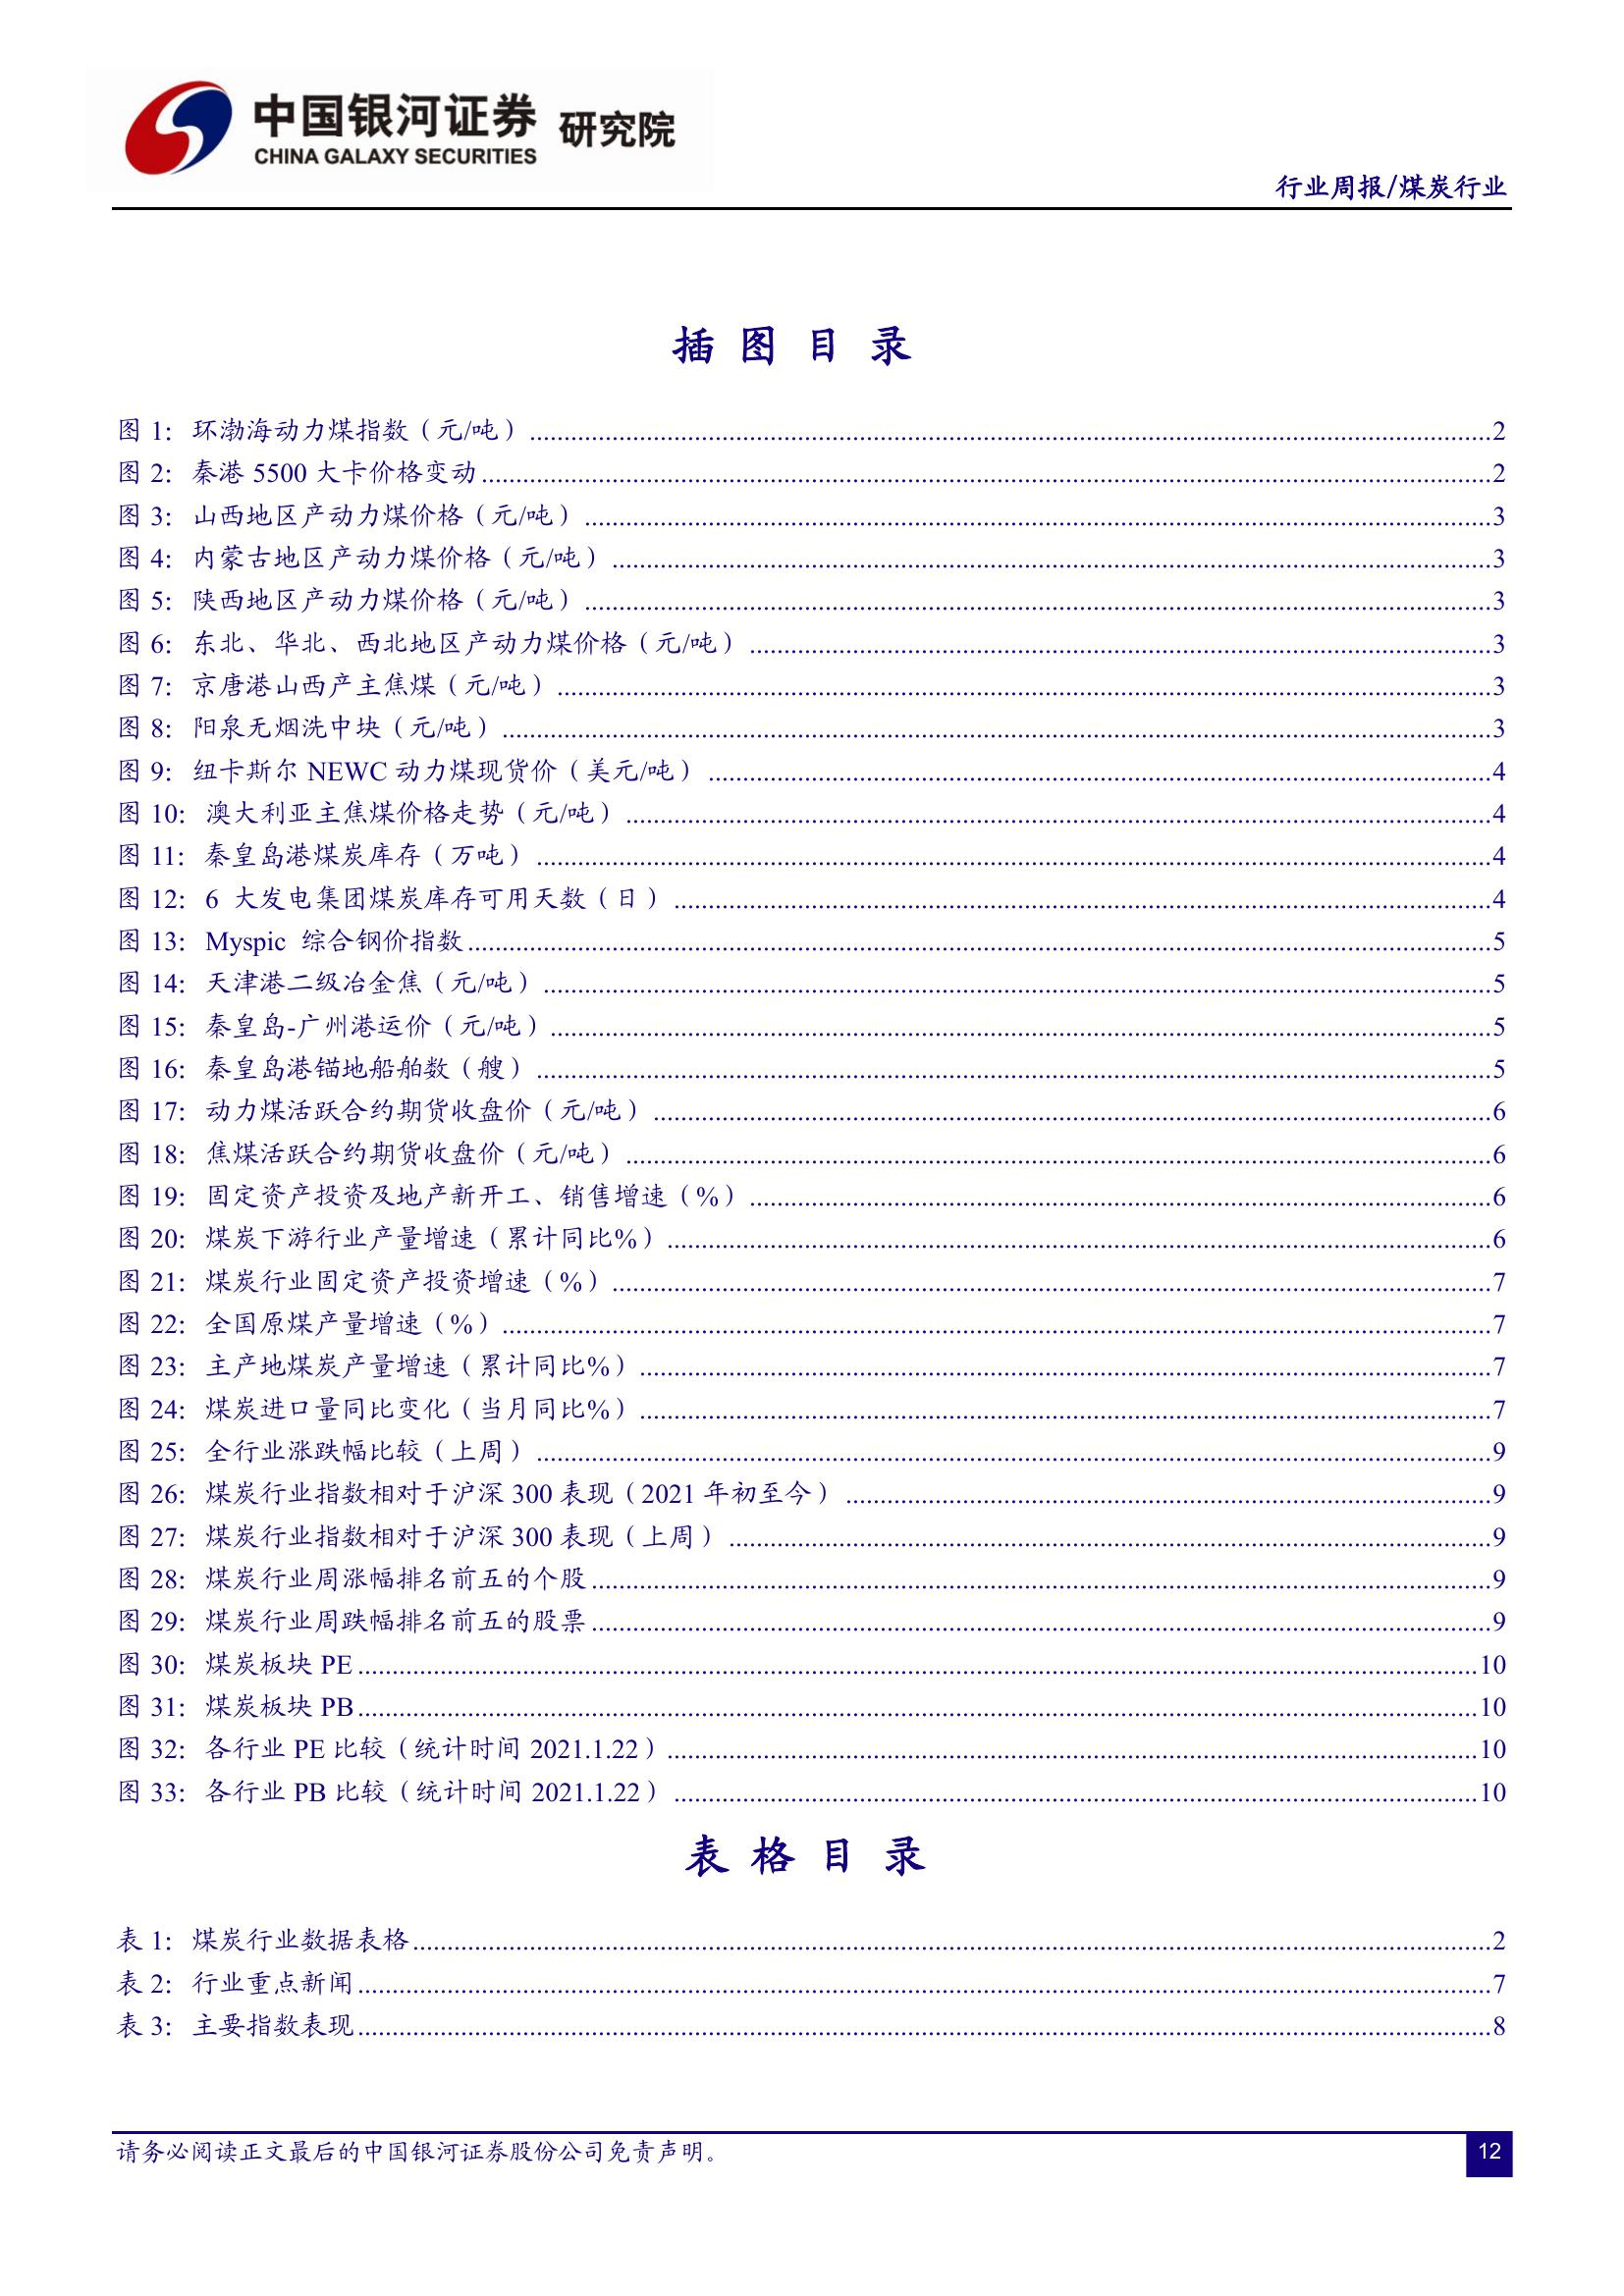 中国银河证券 研究院
CHINA GALAXY SECURITIES
行业周报/煤炭行业
插 图 目 录
图 1：环渤海动力煤指数（元/吨）......2
图 2：秦港 5500 大卡价格变动......2
图 3：山西地区产动力煤价格（元/吨）......3
图 4：内蒙古地区产动力煤价格（元/吨）......3
图 5：陕西地区产动力煤价格（元/吨）......3
图 6：东北、华北、西北地区产动力煤价格（元/吨）......3
图 7：京唐港山西产主焦煤（元/吨）......3
图 8：阳泉无烟洗中块（元/吨）......3
图 9：纽卡斯尔 NEWC 动力煤现货价（美元/吨）......4
图 10：澳大利亚主焦煤价格走势（元/吨）......4
图 11：秦皇岛港煤炭库存（万吨）......4
图 12：6 大发电集团煤炭库存可用天数（日）......4
图 13：Myspic 综合钢价指数......5
图 14：天津港二级冶金焦（元/吨）......5
图 15：秦皇岛-广州港运价（元/吨）......5
图 16：秦皇岛港锚地船舶数（艘）......5
图 17：动力煤活跃合约期货收盘价（元/吨）......6
图 18：焦煤活跃合约期货收盘价（元/吨）......6
图 19：固定资产投资及地产新开工、销售增速（%）......6
图 20：煤炭下游行业产量增速（累计同比%）......6
图 21：煤炭行业固定资产投资增速（%）......7
图 22：全国原煤产量增速（%）......7
图 23：主产地煤炭产量增速（累计同比%）......7
图 24：煤炭进口量同比变化（当月同比%）......7
图 25：全行业涨跌幅比较（上周）......9
图 26：煤炭行业指数相对于沪深 300 表现（2021 年初至今）......9
图 27：煤炭行业指数相对于沪深 300 表现（上周）......9
图 28：煤炭行业周涨幅排名前五的个股......9
图 29：煤炭行业周跌幅排名前五的股票......9
图 30：煤炭板块 PE......10
图 31：煤炭板块 PB......10
图 32：各行业 PE 比较（统计时间 2021.1.22）......10
图 33：各行业 PB 比较（统计时间 2021.1.22）......10
表 格 目 录
表 1：煤炭行业数据表格......2
表 2：行业重点新闻......7
表 3：主要指数表现......8
请务必阅读正文最后的中国银河证券股份公司免责声明。
12